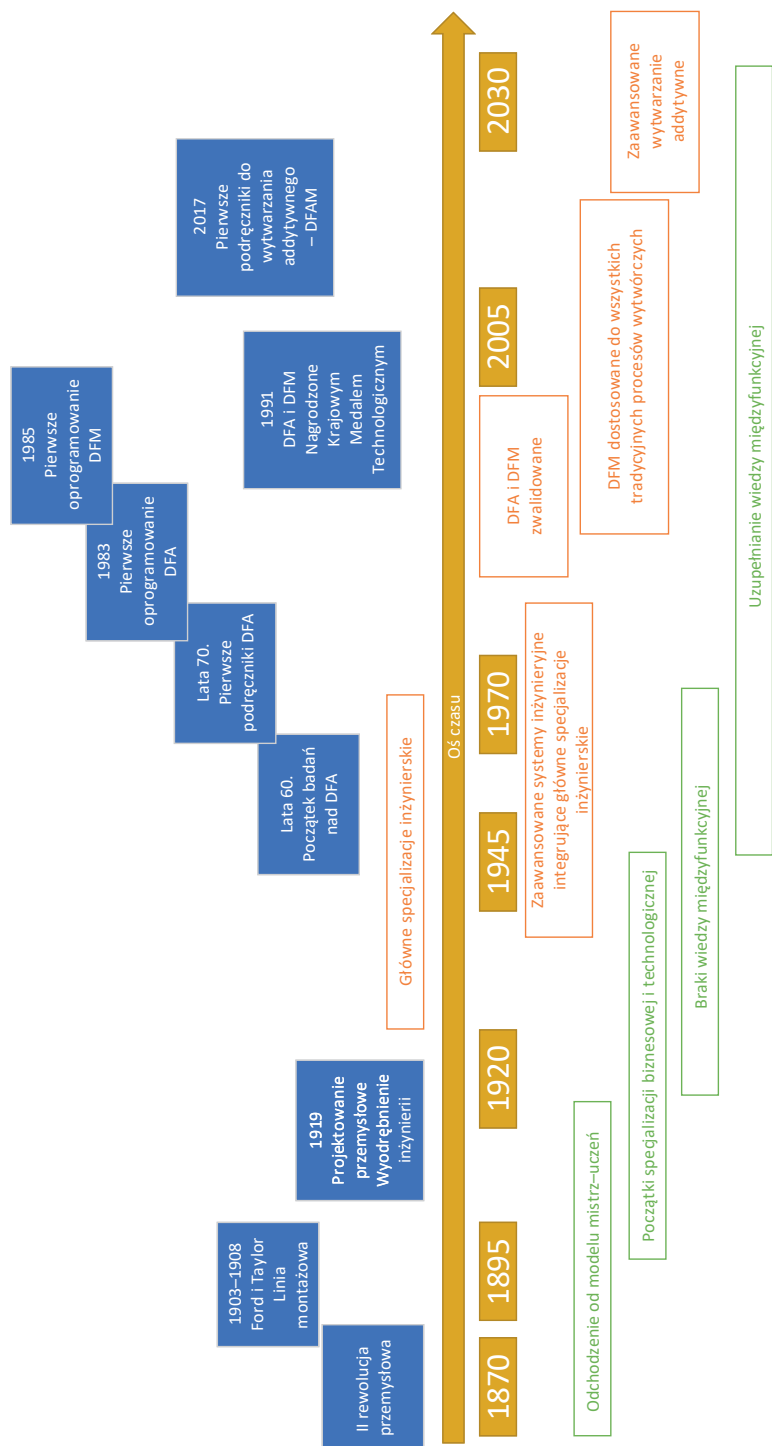 II rewolucja
przemysłowa
1903–1908
Ford i Taylor
Linia
montażowa
1919
Projektowanie
przemysłowe
Wyodrębnienie
inżynierii
Lata 60.
Początek badań
nad DFA
Lata 70.
Pierwsze
podręczniki DFA
1983
Pierwsze
oprogramowanie
DFA
1985
Pierwsze
oprogramowanie
DFM
1991
DFA i DFM
Nagrodzone
Krajowym
Medalem
Technologicznym
2017
Pierwsze
podręczniki do
wytwarzania
addytywnego
– DFAM
Główne specjalizacje inżynierskie
Oś czasu
1870
1895
1920
1945
1970
2005
2030
Zaawansowane systemy inżynieryjne
integrujące główne specjalizacje
inżynierskie
DFA i DFM
zwalidowane
DFM dostosowane do wszystkich
tradycyjnych procesów wytwórczych
Zaawansowane
wytwarzanie
addytywne
Odchodzenie od modelu mistrz–uczeń
Początki specjalizacji biznesowej i technologicznej
Braki wiedzy międzyfunkcyjnej
Uzupełnianie wiedzy międzyfunkcyjnej